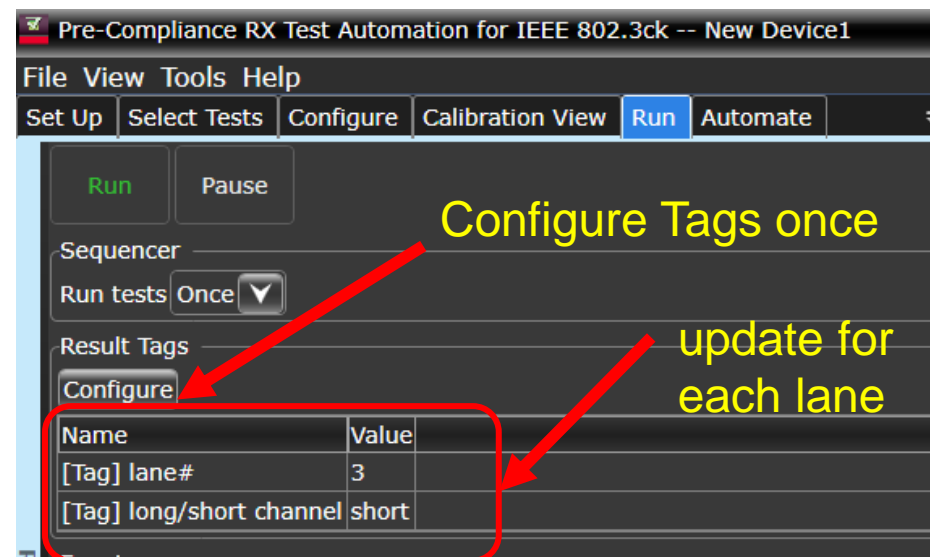 Pre-Compliance RX Test Automation for IEEE 802.3ck -- New Device1
File View Tools Help
Set Up Select Tests Configure Calibration View Run Automate
Run Pause
Configure Tags once
Sequencer
Run tests Once
update for
each lane
Result Tags
Configure
Name Value
[Tag] lane# 3
[Tag] long/short channel short